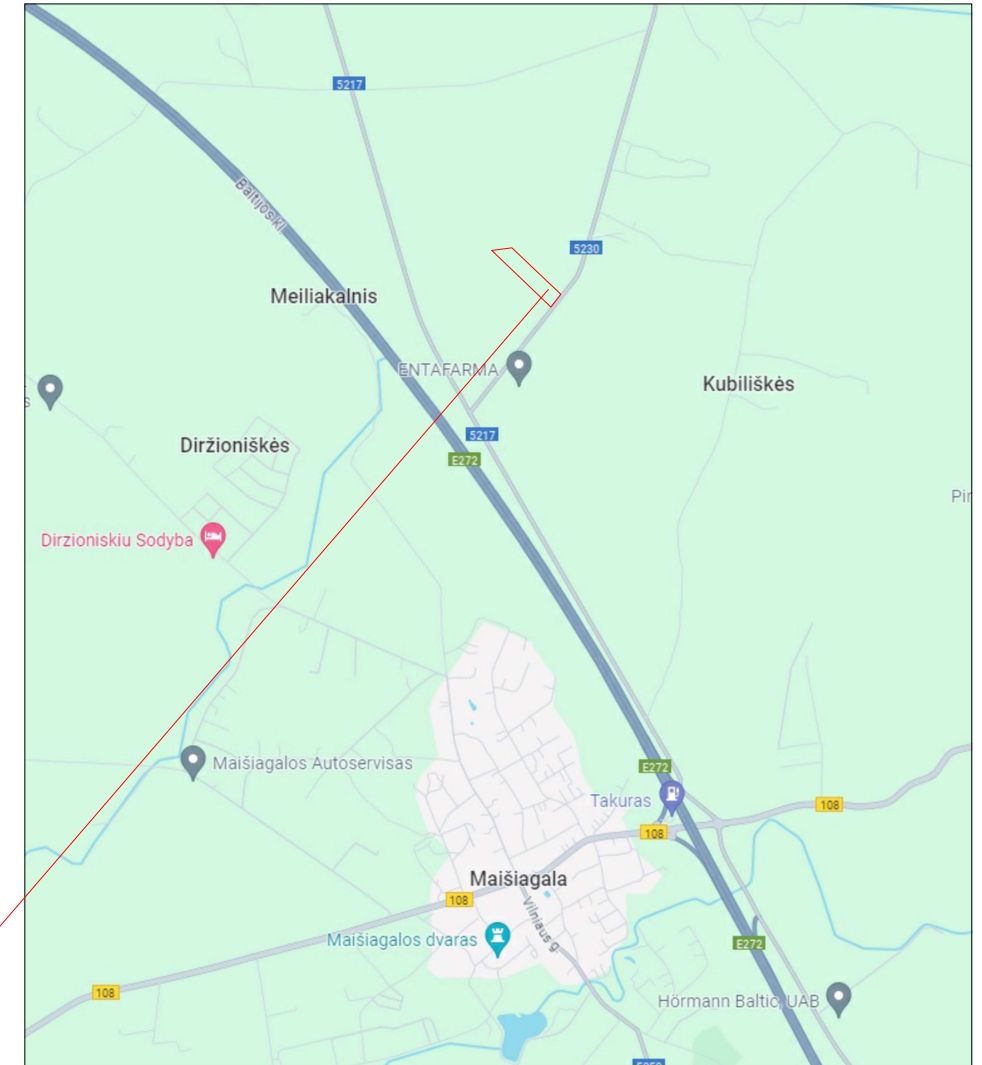 5217
Baltijos kl.
5230
Meiliakalnis
ENTAFARMA
Kubiliškės
s
5217
Diržioniškės
E272
Pir
Dirzioniskiu Sodyba
Maišiagalos Autoservisas
E272
Takuras
108
108
Maišiagala
108
Vilniaus g.
Maišiagalos dvaras
E272
108
Hörmann Baltic, UAB